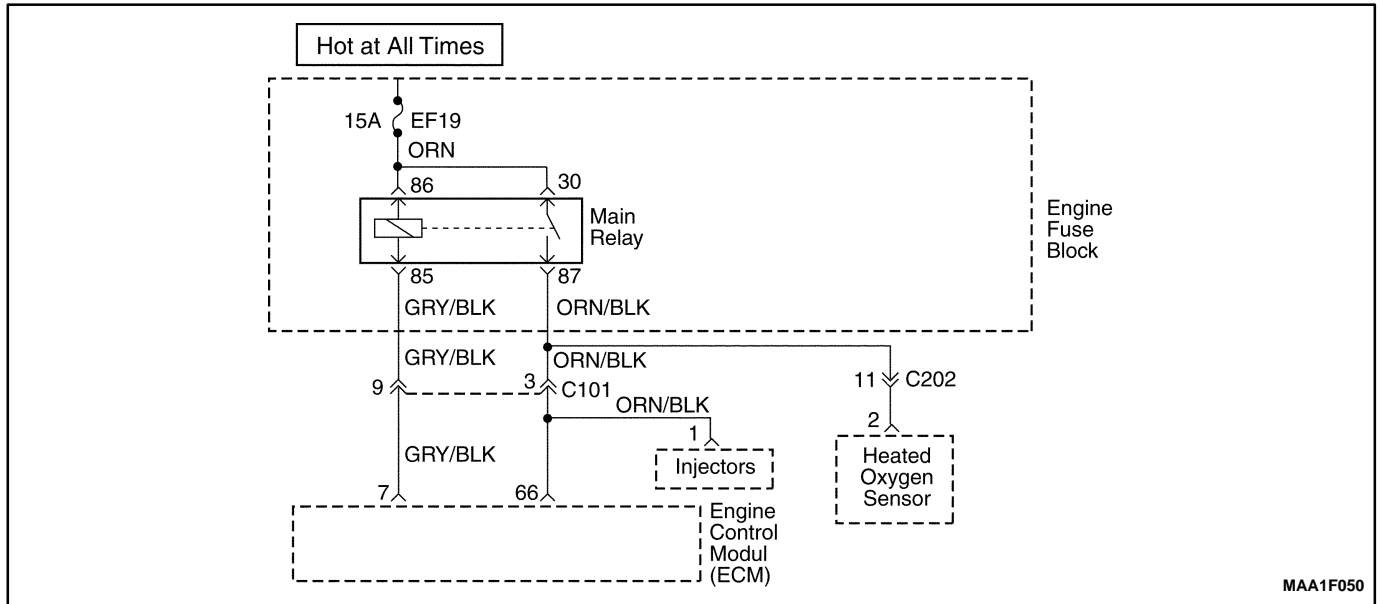 Hot at All Times
15A EF19
ORN
86 30
Main
Relay
Engine
Fuse
Block
85 87
GRY/BLK ORN/BLK
GRY/BLK ORN/BLK
9 3 C101
11 C202
ORN/BLK
1
2
GRY/BLK
Injectors
Heated
Oxygen
Sensor
7 66
Engine
Control
Modul
(ECM)
MAA1F050